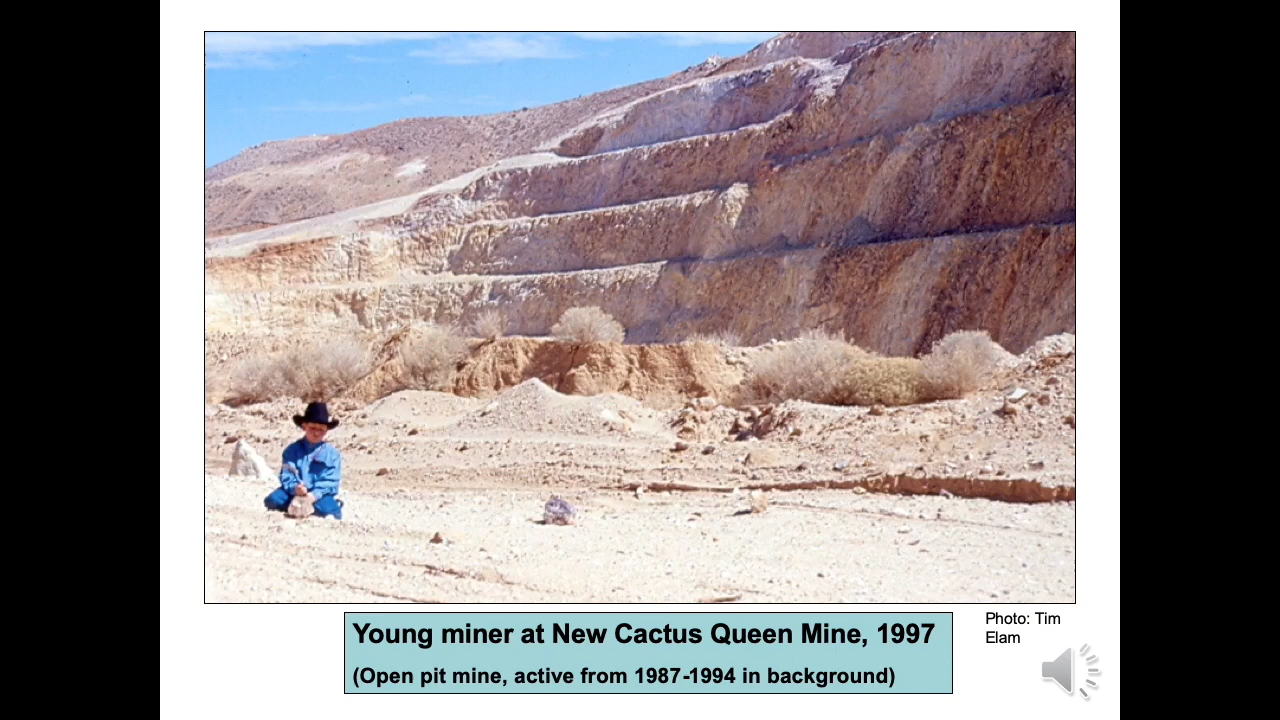 Young miner at New Cactus Queen Mine, 1997
(Open pit mine, active from 1987-1994 in background)
Photo: Tim
Elam